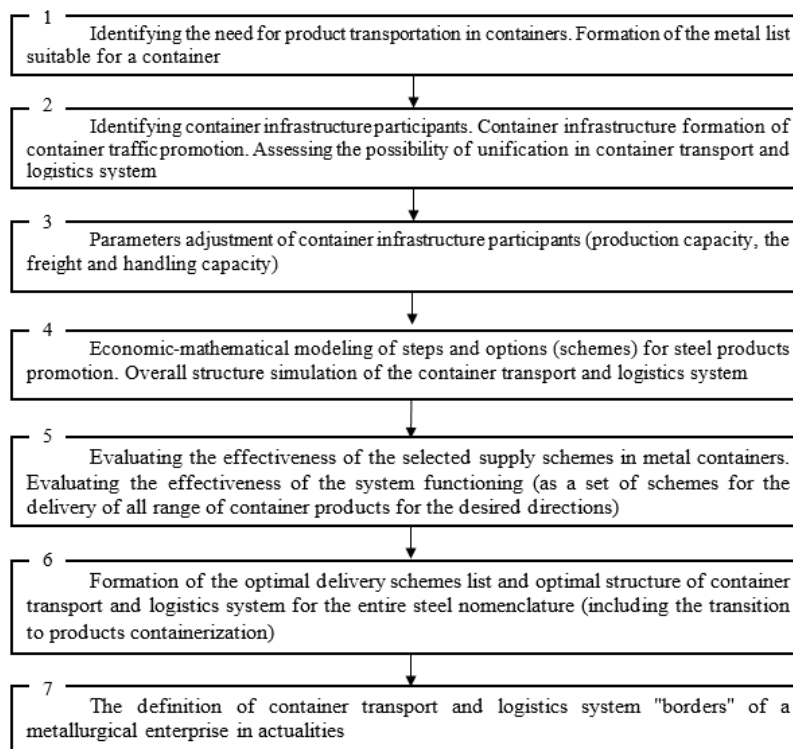 1
Identifying the need for product transportation in containers. Formation of the metal list
suitable for a container
2
Identifying container infrastructure participants. Container infrastructure formation of
container traffic promotion. Assessing the possibility of unification in container transport and
logistics system
3
Parameters adjustment of container infrastructure participants (production capacity, the
freight and handling capacity)
4
Economic-mathematical modeling of steps and options (schemes) for steel products
promotion. Overall structure simulation of the container transport and logistics system
5
Evaluating the effectiveness of the selected supply schemes in metal containers.
Evaluating the effectiveness of the system functioning (as a set of schemes for the
delivery of all range of container products for the desired directions)
6
Formation of the optimal delivery schemes list and optimal structure of container
transport and logistics system for the entire steel nomenclature (including the transition
to products containerization)
7
The definition of container transport and logistics system "borders" of a
metallurgical enterprise in actualities